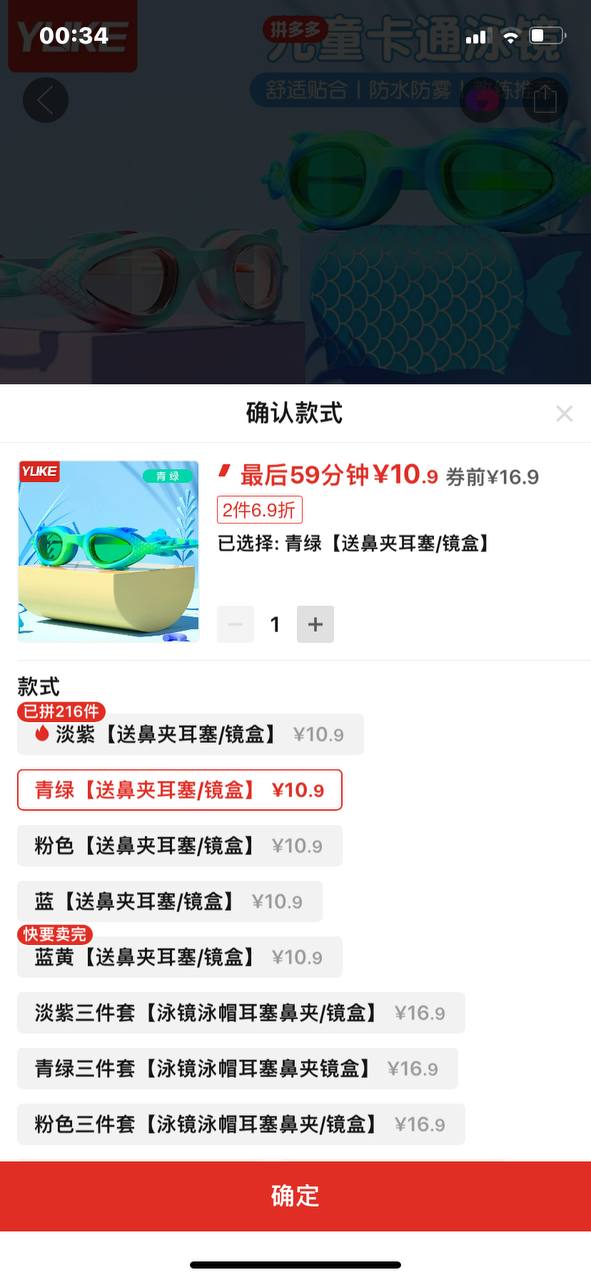 00:34
YUKE
拼多多
儿童卡通泳镜
舒适贴合｜防水防雾｜教练推
确认款式
YUKE
青绿
最后59分钟¥10.9 券前¥16.9
2件6.9折
已选择: 青绿【送鼻夹耳塞/镜盒】
1
款式
已拼216件
淡紫【送鼻夹耳塞/镜盒】 ¥10.9
青绿【送鼻夹耳塞/镜盒】 ¥10.9
粉色【送鼻夹耳塞/镜盒】 ¥10.9
蓝【送鼻夹耳塞/镜盒】 ¥10.9
快要卖完
蓝黄【送鼻夹耳塞/镜盒】 ¥10.9
淡紫三件套【泳镜泳帽耳塞鼻夹/镜盒】 ¥16.9
青绿三件套【泳镜泳帽耳塞鼻夹镜盒】 ¥16.9
粉色三件套【泳镜泳帽耳塞鼻夹/镜盒】 ¥16.9
确定